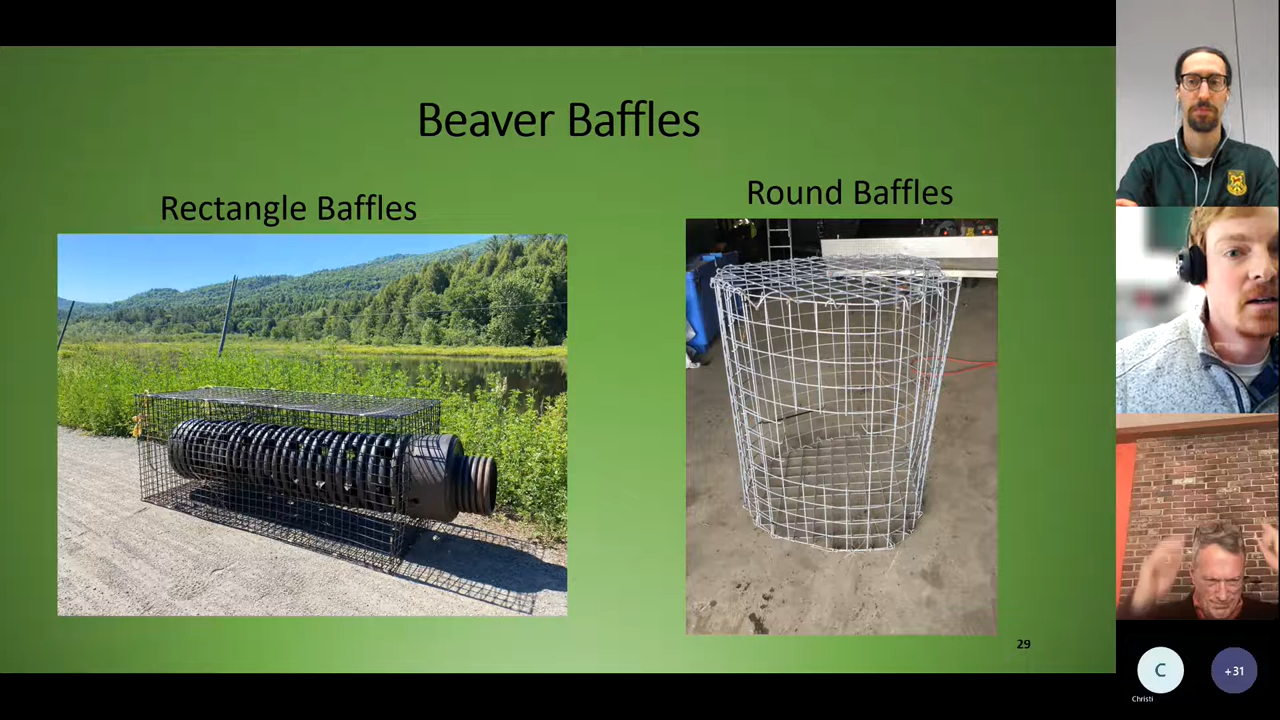 Beaver Baffles
Rectangle Baffles
Round Baffles
29
C
+31
Christi